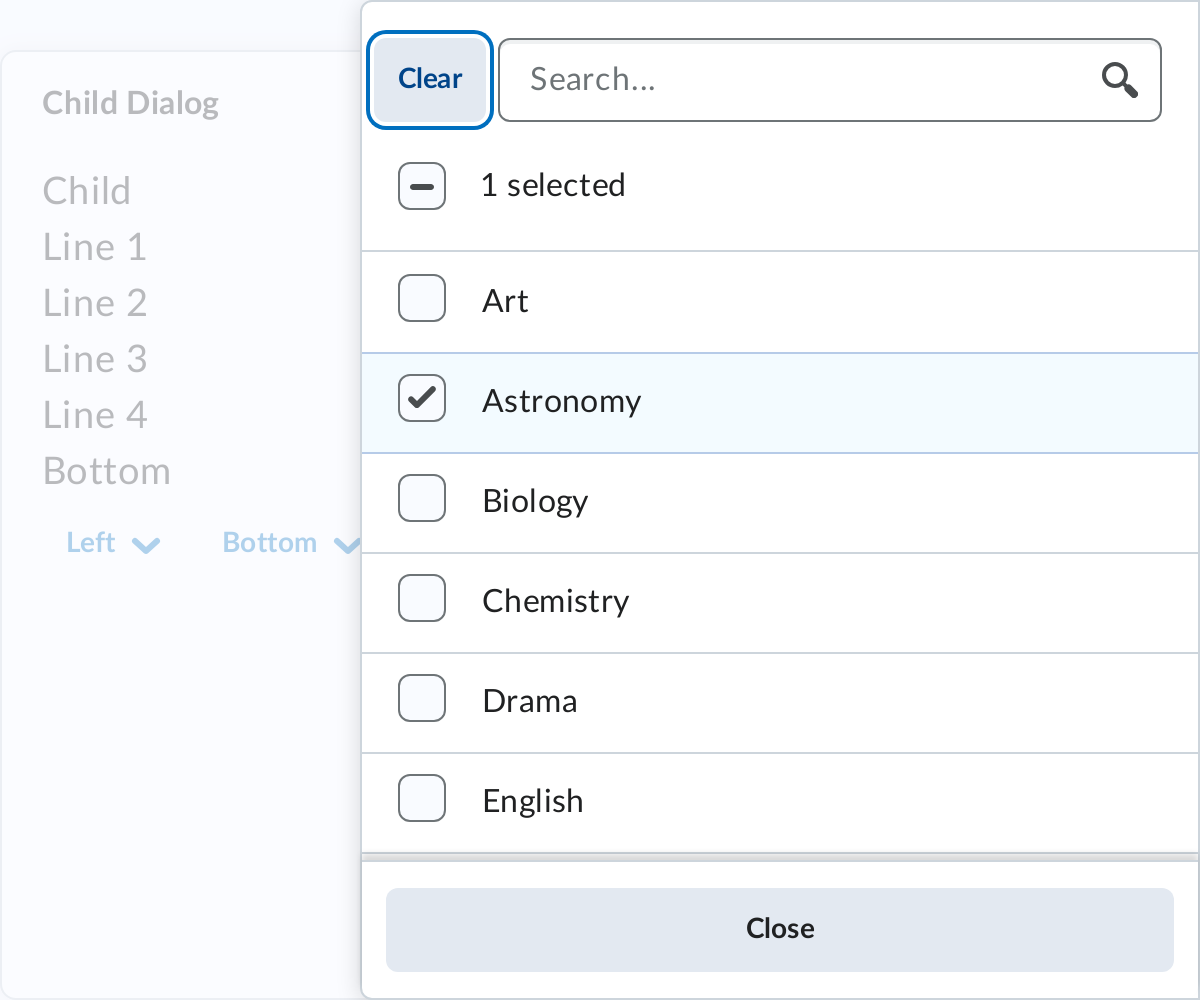 Child Dialog
Child
Line 1
Line 2
Line 3
Line 4
Bottom
Left
Bottom
Clear
Search...
1 selected
Art
Astronomy
Biology
Chemistry
Drama
English
Close